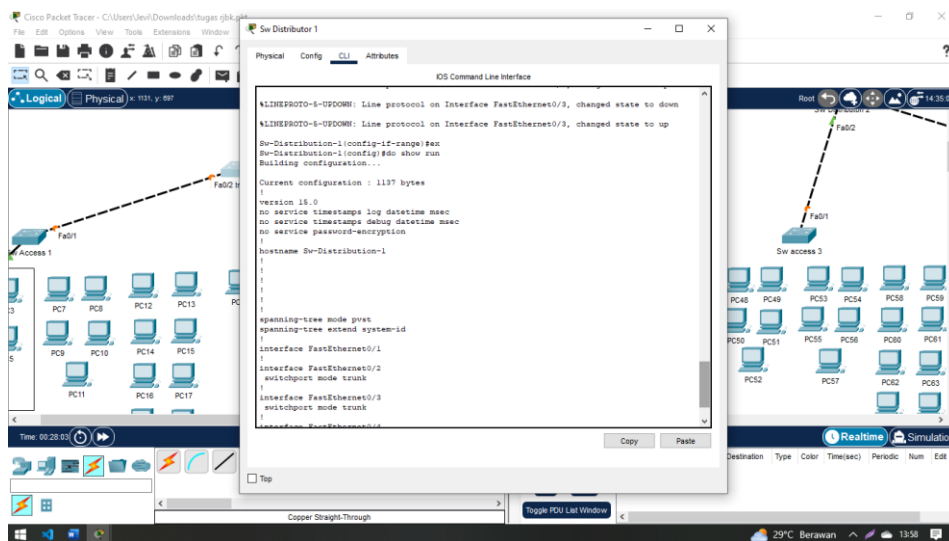 Cisco Packet Tracer - C:\Users\Jevi\Downloads\tugas rjbk.pkt
File Edit Options View Tools Extensions Window
Logical Physical x: 1131, y: 697
Root 14:35:0
Sw Distributor 1
Physical Config CLI Attributes
IOS Command Line Interface
%LINEPROTO-5-UPDOWN: Line protocol on Interface FastEthernet0/3, changed state to down
%LINEPROTO-5-UPDOWN: Line protocol on Interface FastEthernet0/3, changed state to up
Sw-Distribution-1(config-if-range)#ex
Sw-Distribution-1(config)#do show run
Building configuration...
Current configuration : 1137 bytes
!
version 15.0
no service timestamps log datetime msec
no service timestamps debug datetime msec
no service password-encryption
!
hostname Sw-Distribution-1
!
!
!
!
!
!
spanning-tree mode pvst
spanning-tree extend system-id
!
interface FastEthernet0/1
!
interface FastEthernet0/2
switchport mode trunk
!
interface FastEthernet0/3
switchport mode trunk
!
interface FastEthernet0/4
Copy Paste
Top
Fa0/2
Fa0/1
Sw Access 1
PC7 PC8 PC12 PC13
PC9 PC10 PC14 PC15
PC11 PC16 PC17
Fa0/2
Fa0/1
Sw access 3
PC48 PC49 PC53 PC54 PC58 PC59
PC50 PC51 PC55 PC56 PC60 PC61
PC52 PC57 PC62 PC63
Time: 00:28:03
Realtime Simulatio
Destination Type Color Time(sec) Periodic Num Edit
Copper Straight-Through
Toggle PDU List Window
29°C Berawan 13:58